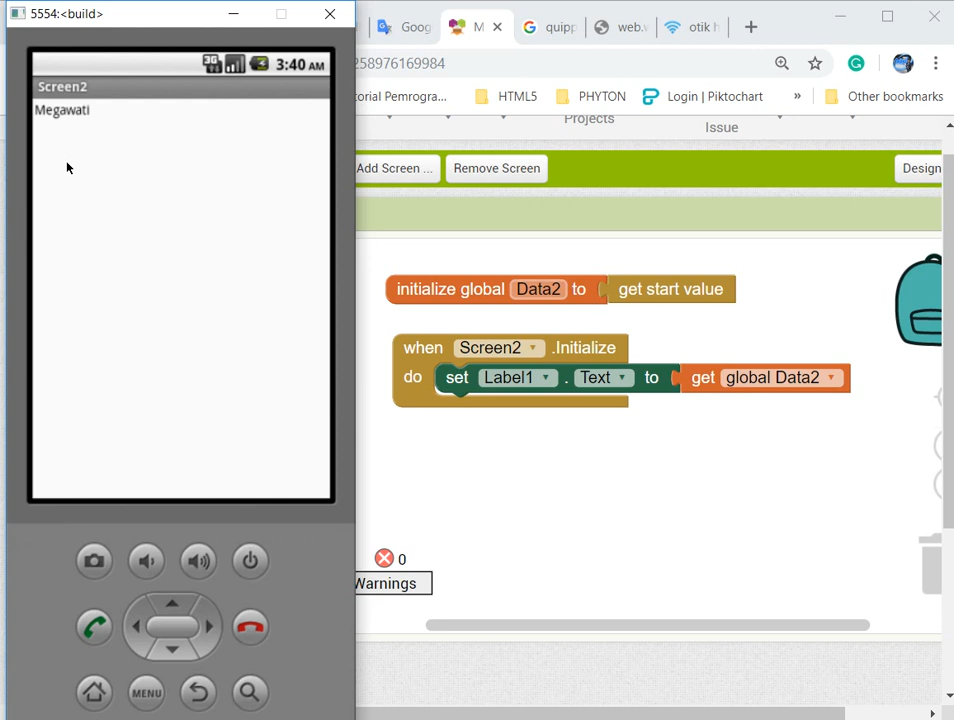 5554:<build>
3G
3:40 AM
Screen2
Megawati
MENU
Goog
M
quipp
web.
otik h
258976169984
orial Pemrogra...
HTML5
PHYTON
Login | Piktochart
»
Other bookmarks
Projects
Issue
Add Screen ...
Remove Screen
Design
initialize global Data2 to get start value
when Screen2 .Initialize
do set Label1 . Text to get global Data2
0
Warnings